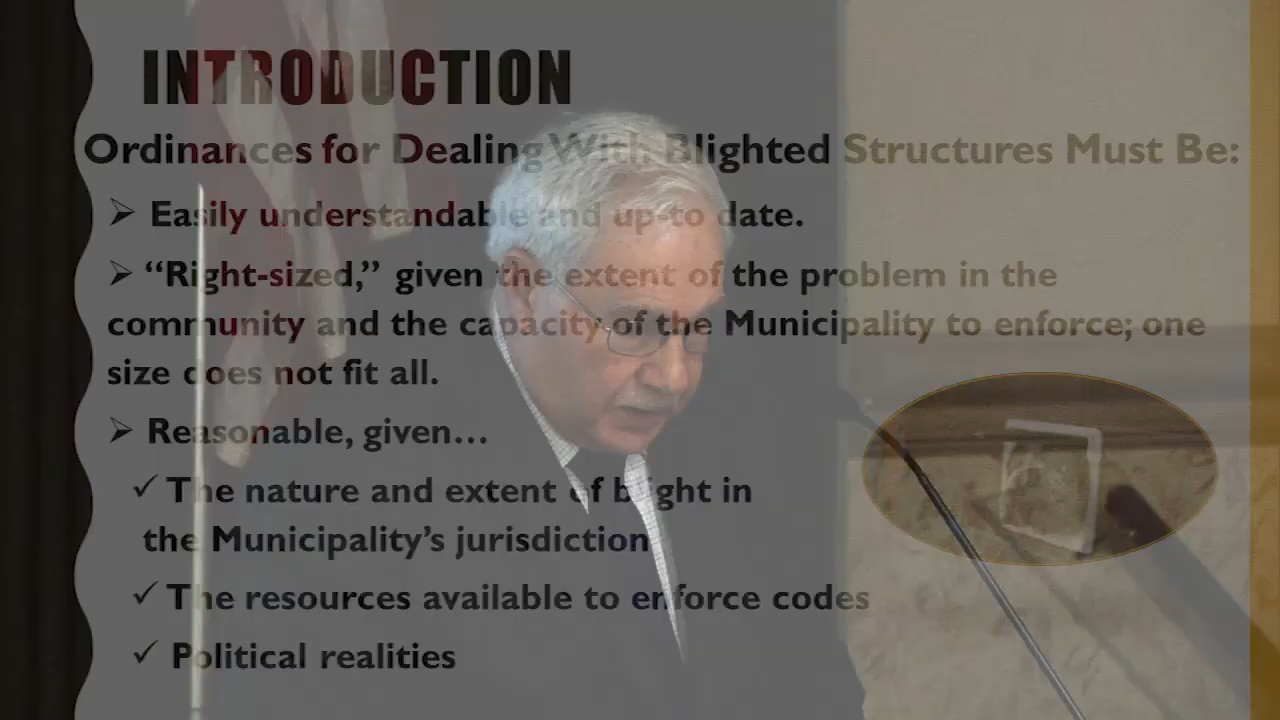 INTRODUCTION
Ordinances for Dealing With Blighted Structures Must Be:
➢ Easily understandable and up-to date.
➢ “Right-sized,” given the extent of the problem in the
community and the capacity of the Municipality to enforce; one
size does not fit all.
➢ Reasonable, given…
✓ The nature and extent of blight in
the Municipality’s jurisdiction
✓ The resources available to enforce codes
✓ Political realities